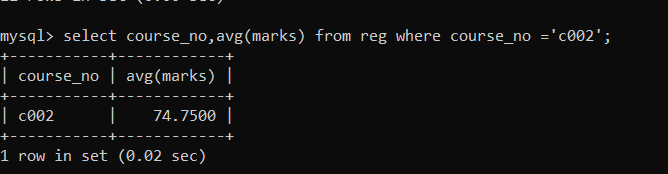 mysql> select course_no,avg(marks) from reg where course_no ='c002';
+-----------+------------+
| course_no | avg(marks) |
+-----------+------------+
| c002      |    74.7500 |
+-----------+------------+
1 row in set (0.02 sec)